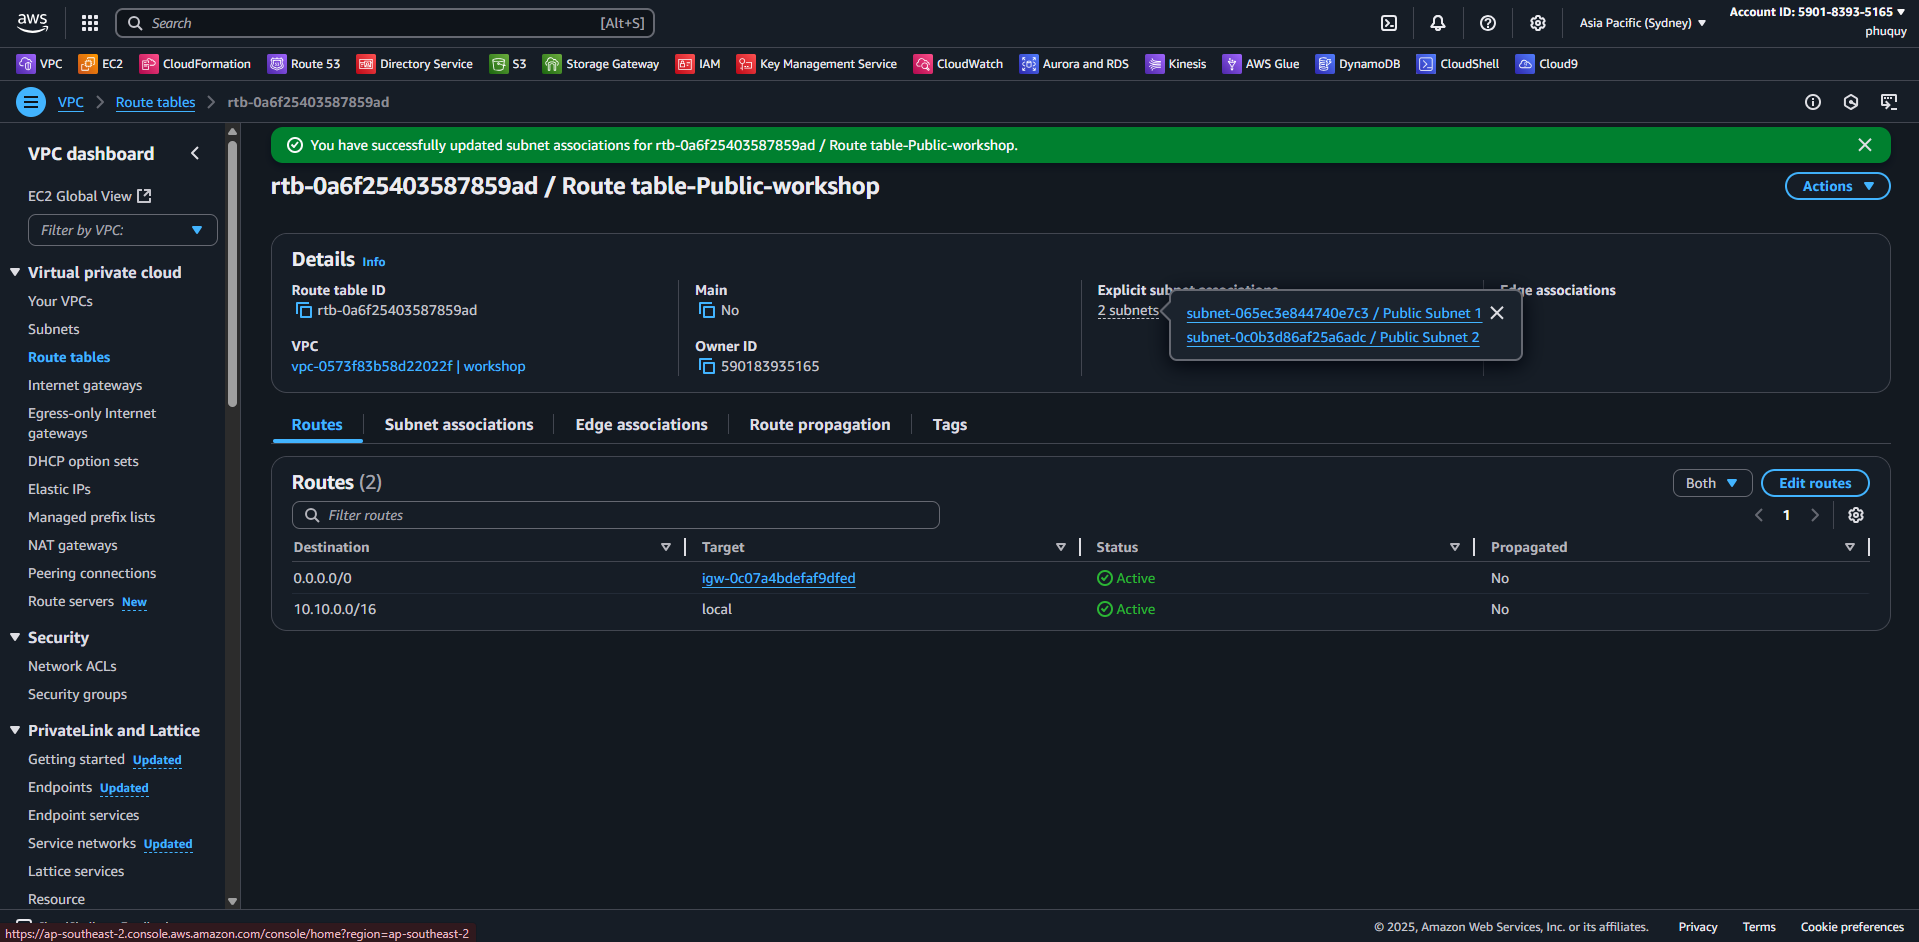 aws
Search [Alt+S]
Asia Pacific (Sydney)
Account ID: 5901-8393-5165
phuquy
VPC EC2 CloudFormation Route 53 Directory Service S3 Storage Gateway IAM Key Management Service CloudWatch Aurora and RDS Kinesis AWS Glue DynamoDB CloudShell Cloud9
VPC Route tables rtb-0a6f25403587859ad
VPC dashboard
EC2 Global View
Filter by VPC:
Virtual private cloud
Your VPCs
Subnets
Route tables
Internet gateways
Egress-only Internet
gateways
DHCP option sets
Elastic IPs
Managed prefix lists
NAT gateways
Peering connections
Route servers New
Security
Network ACLs
Security groups
PrivateLink and Lattice
Getting started Updated
Endpoints Updated
Endpoint services
Service networks Updated
Lattice services
Resource
You have successfully updated subnet associations for rtb-0a6f25403587859ad / Route table-Public-workshop.
rtb-0a6f25403587859ad / Route table-Public-workshop
Actions
Details Info
Route table ID
rtb-0a6f25403587859ad
VPC
vpc-0573f83b58d22022f | workshop
Main
No
Owner ID
590183935165
Explicit subnet associations
2 subnets
subnet-065ec3e844740e7c3 / Public Subnet 1
subnet-0c0b3d86af25a6adc / Public Subnet 2
Edge associations
Routes Subnet associations Edge associations Route propagation Tags
Routes (2)
Both Edit routes
Filter routes
1
Destination Target Status Propagated
0.0.0.0/0 igw-0c07a4bdefaf9dfed Active No
10.10.0.0/16 local Active No
https://ap-southeast-2.console.aws.amazon.com/console/home?region=ap-southeast-2
© 2025, Amazon Web Services, Inc. or its affiliates. Privacy Terms Cookie preferences